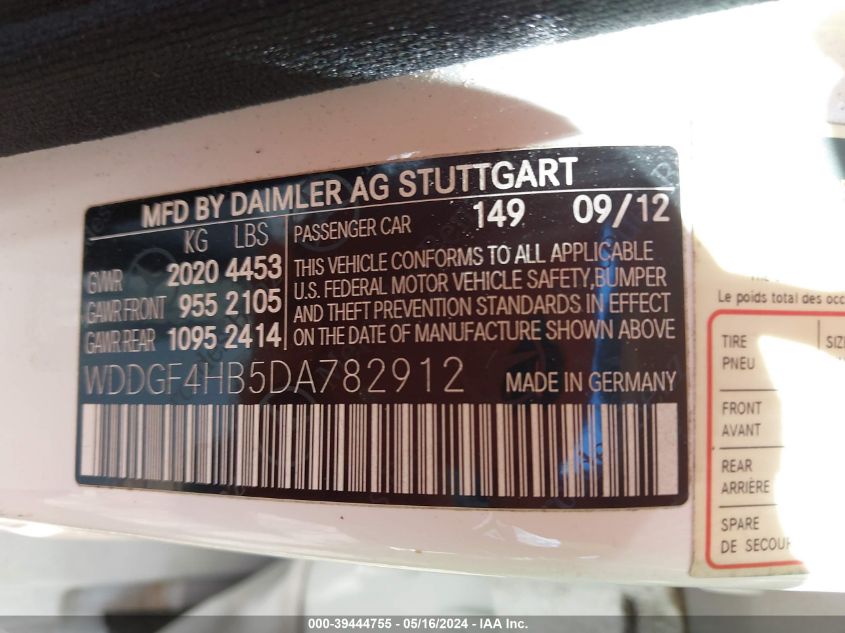 MFD BY DAIMLER AG STUTTGART
KG LBS
GVWR 2020 4453
GAWR FRONT 955 2105
GAWR REAR 1095 2414
PASSENGER CAR 149 09/12
THIS VEHICLE CONFORMS TO ALL APPLICABLE
U.S. FEDERAL MOTOR VEHICLE SAFETY,BUMPER
AND THEFT PREVENTION STANDARDS IN EFFECT
ON THE DATE OF MANUFACTURE SHOWN ABOVE
WDDGF4HB5DA782912 MADE IN GERMANY
Le poids total des occ
TIRE
PNEU
SIZ
FRONT
AVANT
REAR
ARRIÈRE
SPARE
DE SECOU
000-39444755 - 05/16/2024 - IAA Inc.